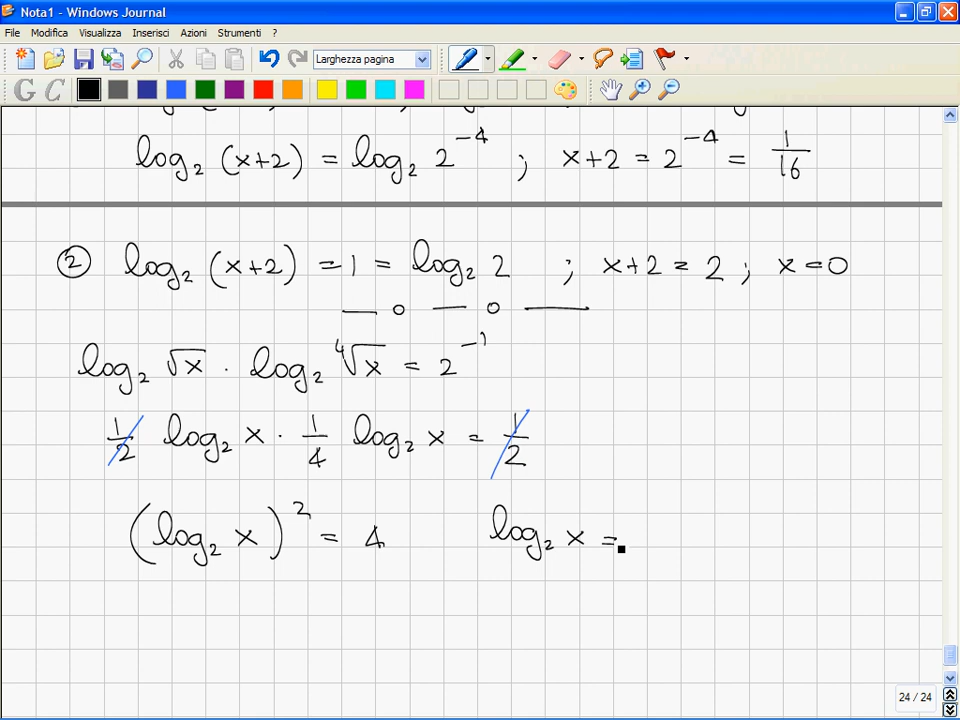 Nota1 - Windows Journal
File Modifica Visualizza Inserisci Azioni Strumenti ?
Larghezza pagina
G C
log₂ (x+2) = log₂ 2⁻⁴ ; x+2 = 2⁻⁴ = 1/16
② log₂ (x+2) = 1 = log₂ 2 ; x+2 = 2 ; x=0
log₂ √x · log₂ ⁴√x = 2⁻¹
1/2 log₂ x · 1/4 log₂ x = 1/2
(log₂ x)² = 4 log₂ x =
24 / 24